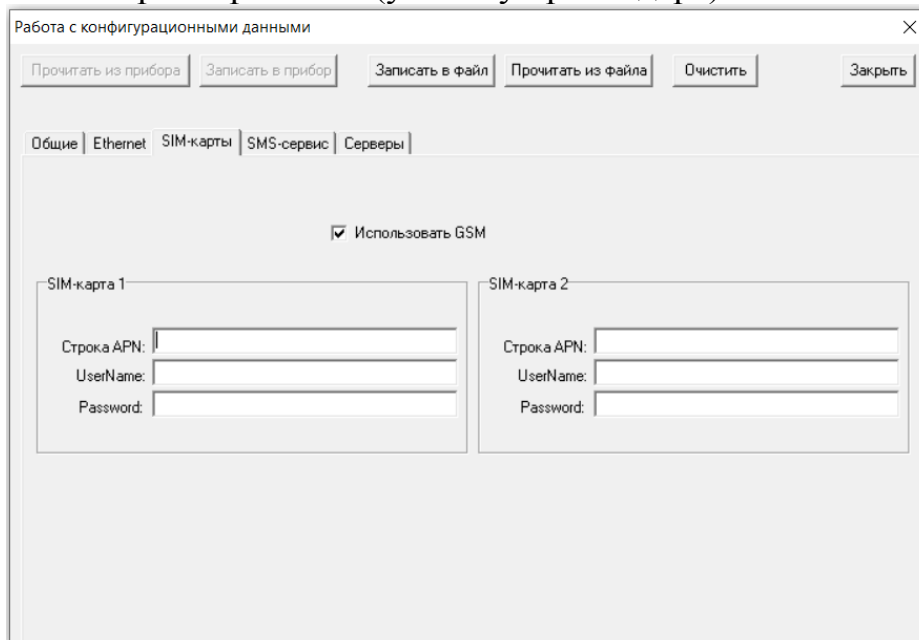 Работа с конфигурационными данными
Прочитать из прибора Записать в прибор Записать в файл Прочитать из файла Очистить Закрыть
Общие Ethernet SIM-карты SMS-сервис Серверы
Использовать GSM
SIM-карта 1
Строка APN:
UserName:
Password:
SIM-карта 2
Строка APN:
UserName:
Password: